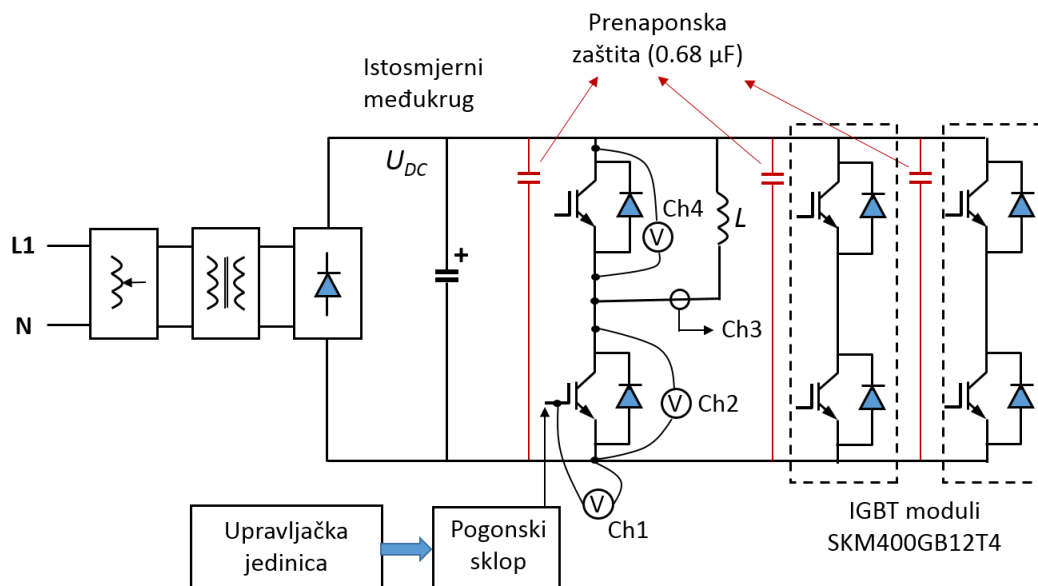 Prenaponska
zaštita (0.68 µF)
Istosmjerni
međukrug
U_DC
Ch4
L
L1
+
N
Ch3
Ch2
V
V
V
Ch1
Upravljačka
jedinica
Pogonski
sklop
IGBT moduli
SKM400GB12T4